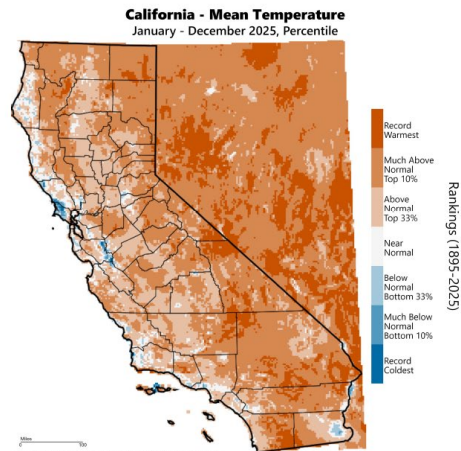 California - Mean Temperature
January - December 2025, Percentile
Record
Warmest
Much Above
Normal
Top 10%
Above
Normal
Top 33%
Near
Normal
Below
Normal
Bottom 33%
Much Below
Normal
Bottom 10%
Record
Coldest
Rankings (1895-2025)
Miles
0 100